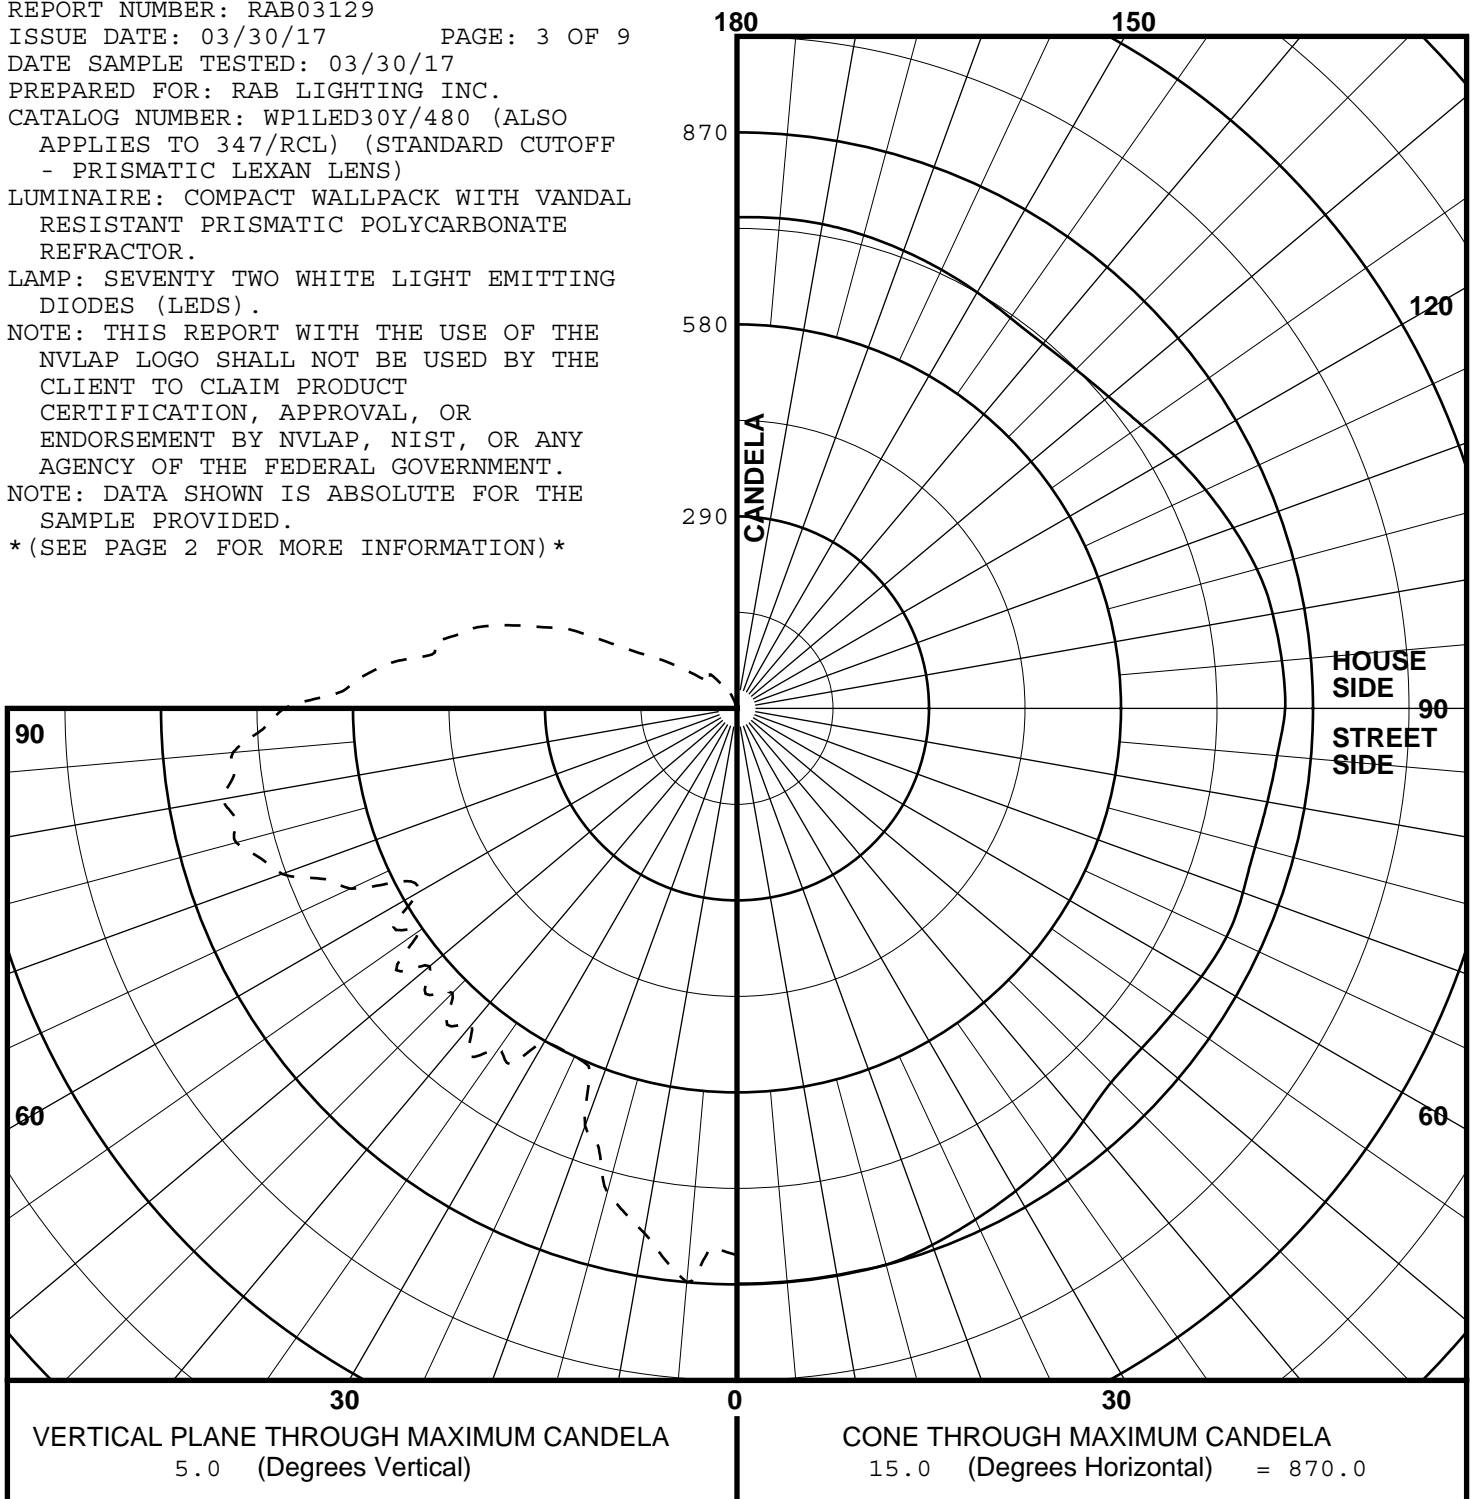 REPORT NUMBER: RAB03129
ISSUE DATE: 03/30/17 PAGE: 3 OF 9
DATE SAMPLE TESTED: 03/30/17
PREPARED FOR: RAB LIGHTING INC.
CATALOG NUMBER: WP1LED30Y/480 (ALSO
APPLIES TO 347/RCL) (STANDARD CUTOFF
- PRISMATIC LEXAN LENS)
LUMINAIRE: COMPACT WALLPACK WITH VANDAL
RESISTANT PRISMATIC POLYCARBONATE
REFRACTOR.
LAMP: SEVENTY TWO WHITE LIGHT EMITTING
DIODES (LEDS).
NOTE: THIS REPORT WITH THE USE OF THE
NVLAP LOGO SHALL NOT BE USED BY THE
CLIENT TO CLAIM PRODUCT
CERTIFICATION, APPROVAL, OR
ENDORSEMENT BY NVLAP, NIST, OR ANY
AGENCY OF THE FEDERAL GOVERNMENT.
NOTE: DATA SHOWN IS ABSOLUTE FOR THE
SAMPLE PROVIDED.
*(SEE PAGE 2 FOR MORE INFORMATION)*
180
150
870
120
580
CANDELA
290
HOUSE
SIDE
90
90
STREET
SIDE
60
60
30
0
30
VERTICAL PLANE THROUGH MAXIMUM CANDELA
5.0 (Degrees Vertical)
CONE THROUGH MAXIMUM CANDELA
15.0 (Degrees Horizontal) = 870.0